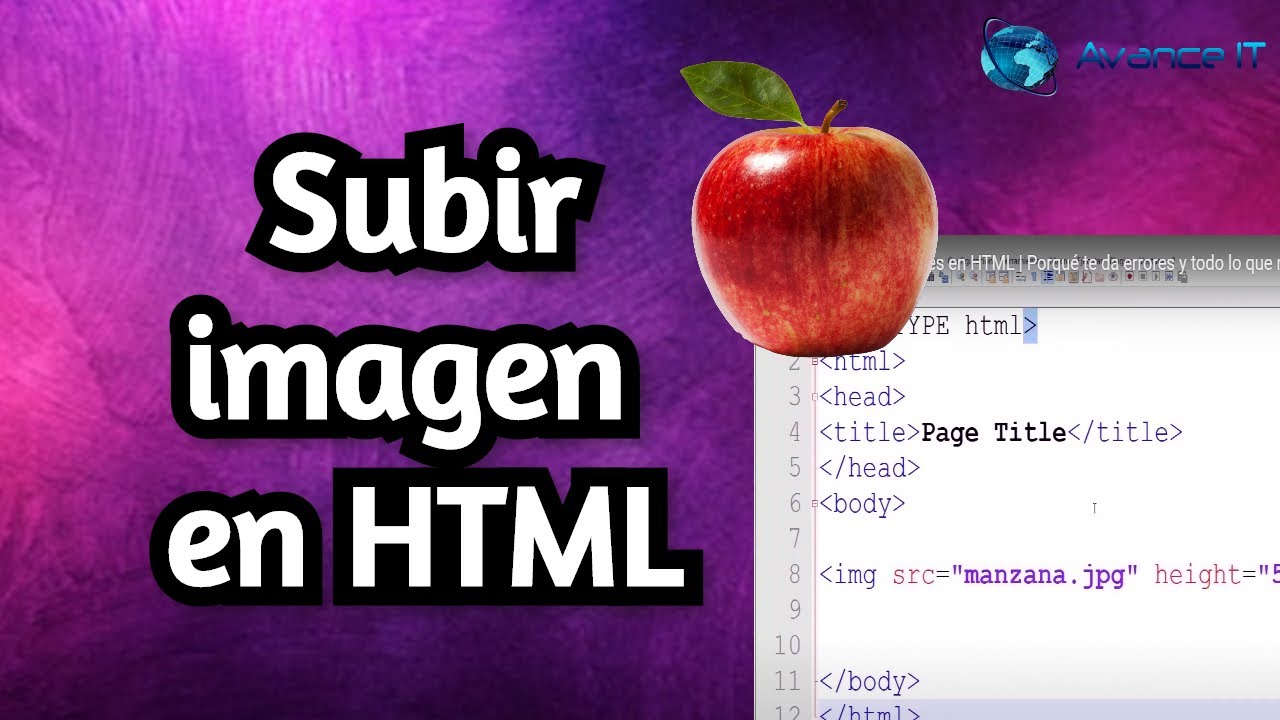 Avance IT
Subir
imagen
en HTML
es en HTML | Porqué te da errores y todo lo que
YPE html>
2 <html>
3 <head>
4 <title>Page Title</title>
5 </head>
6 <body>
7
8 <img src="manzana.jpg" height="5
9
10
11 </body>
12 </html>